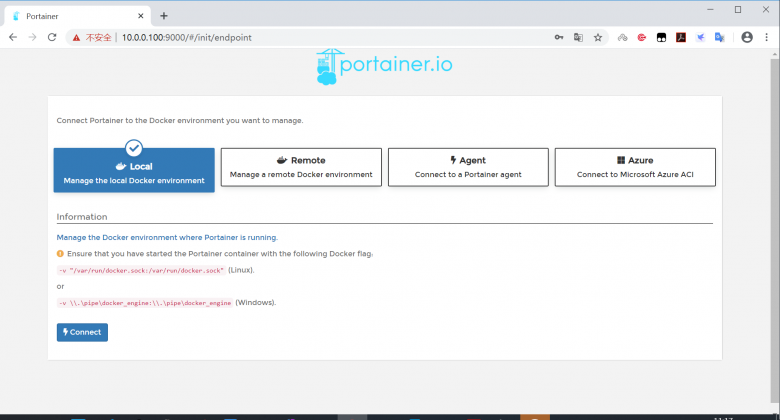 Portainer
不安全 | 10.0.0.100:9000/#/init/endpoint
portainer.io
Connect Portainer to the Docker environment you want to manage.
Local
Manage the local Docker environment
Remote
Manage a remote Docker environment
Agent
Connect to a Portainer agent
Azure
Connect to Microsoft Azure ACI
Information
Manage the Docker environment where Portainer is running.
Ensure that you have started the Portainer container with the following Docker flag:
-v "/var/run/docker.sock:/var/run/docker.sock" (Linux).
or
-v \\.\pipe\docker_engine:\\.\pipe\docker_engine (Windows).
Connect